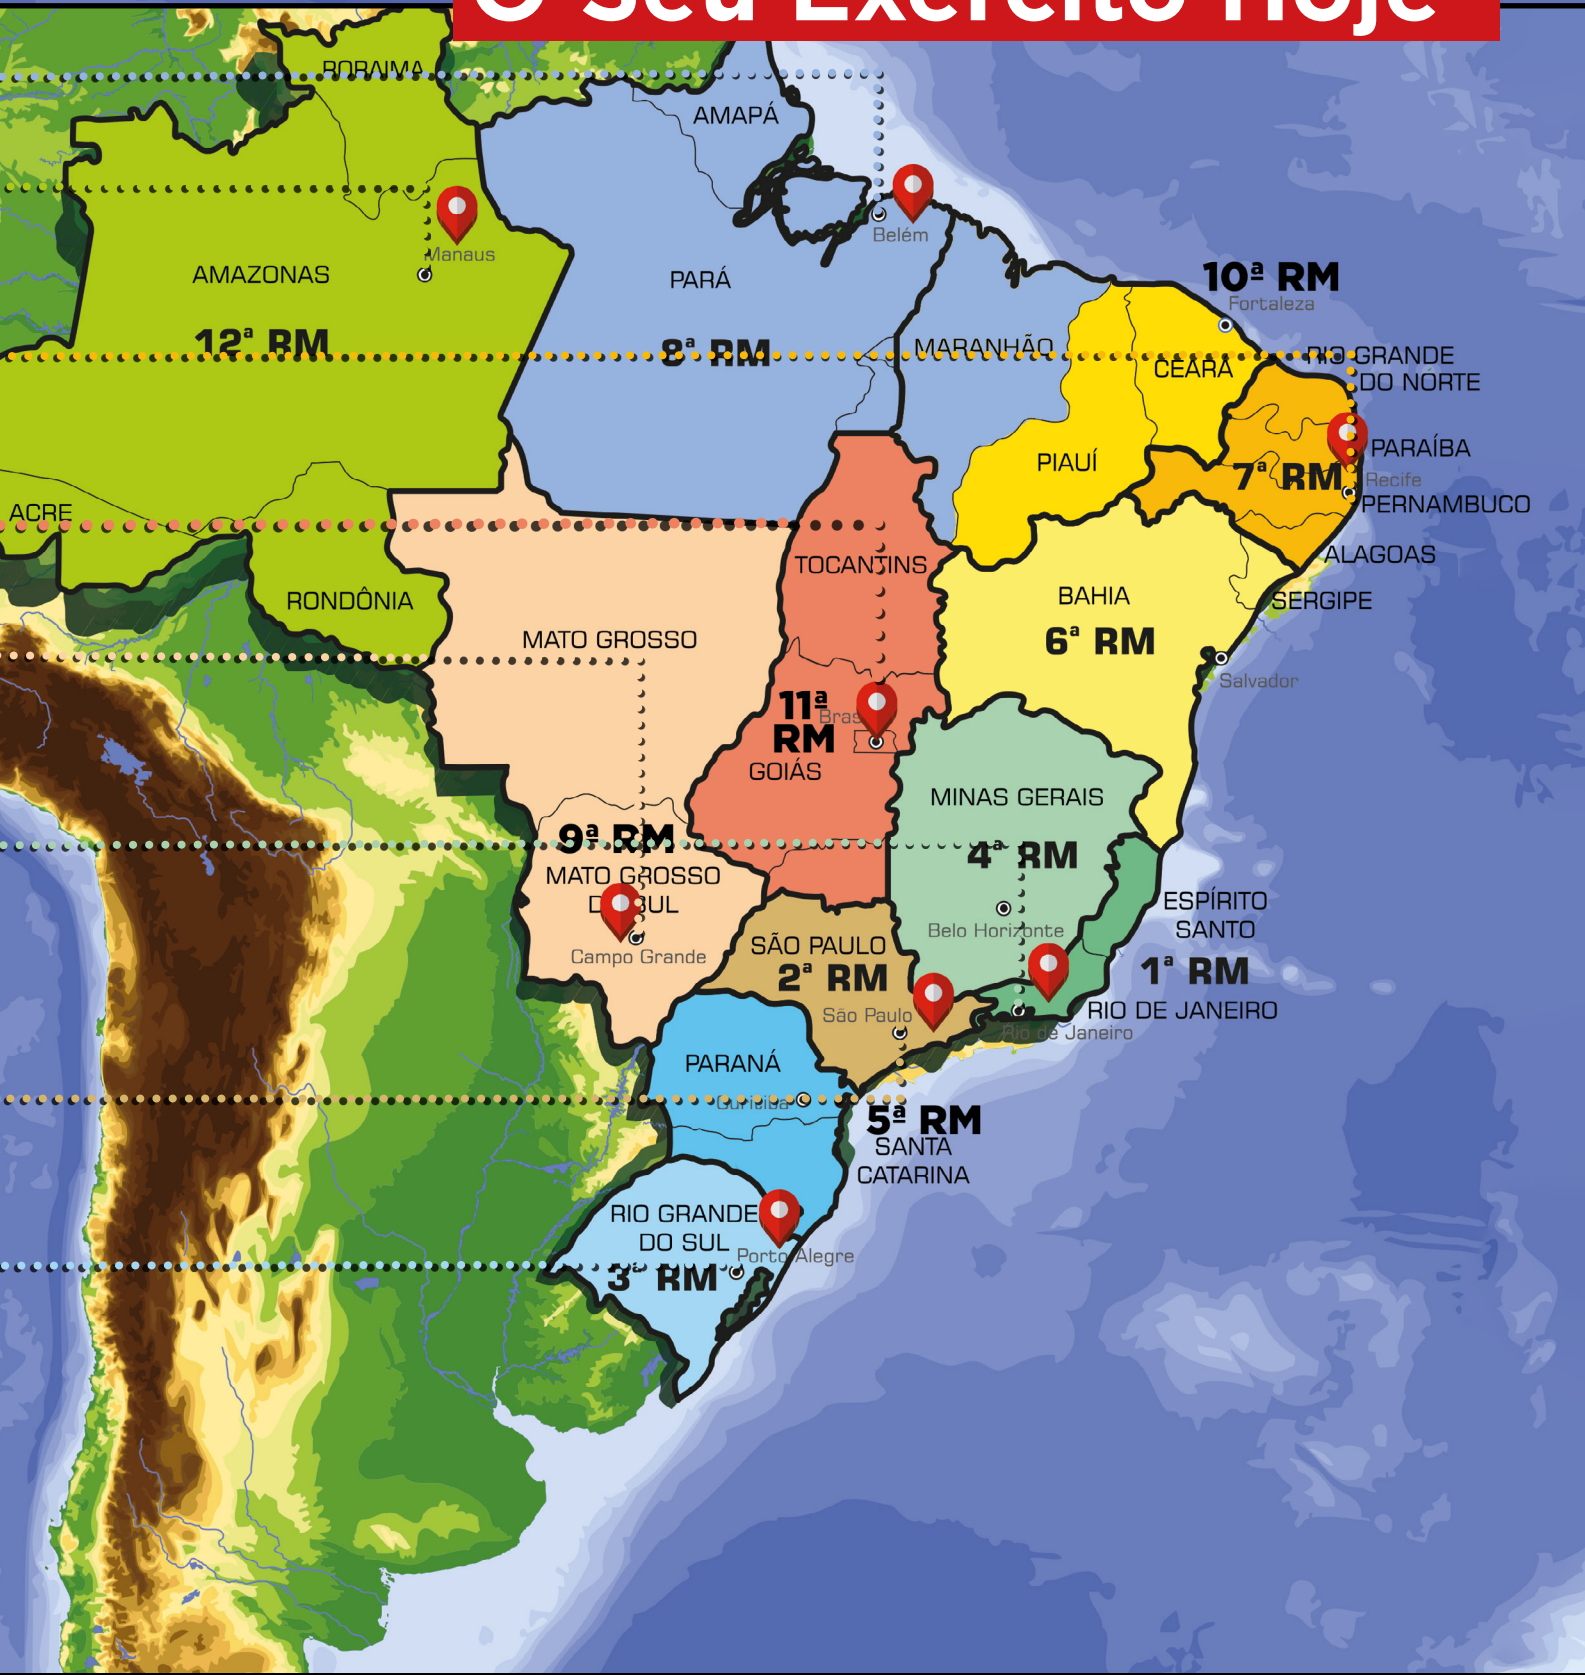 O Seu Exército Hoje
RORAIMA
AMAPÁ
Manaus
Belém
AMAZONAS
PARÁ
10ª RM
Fortaleza
12ª RM
8ª RM
MARANHÃO
CEARÁ
RIO GRANDE
DO NORTE
PIAUÍ
PARAÍBA
7ª RM
Recife
PERNAMBUCO
ACRE
ALAGOAS
TOCANTINS
RONDÔNIA
BAHIA
SERGIPE
6ª RM
MATO GROSSO
Salvador
11ª
RM
Bras
GOIÁS
MINAS GERAIS
9ª RM
4ª RM
MATO GROSSO
DO SUL
Campo Grande
Belo Horizonte
ESPÍRITO
SANTO
SÃO PAULO
2ª RM
1ª RM
São Paulo
RIO DE JANEIRO
Rio de Janeiro
PARANÁ
Curitiba
5ª RM
SANTA
CATARINA
RIO GRANDE
DO SUL
Porto Alegre
3ª RM